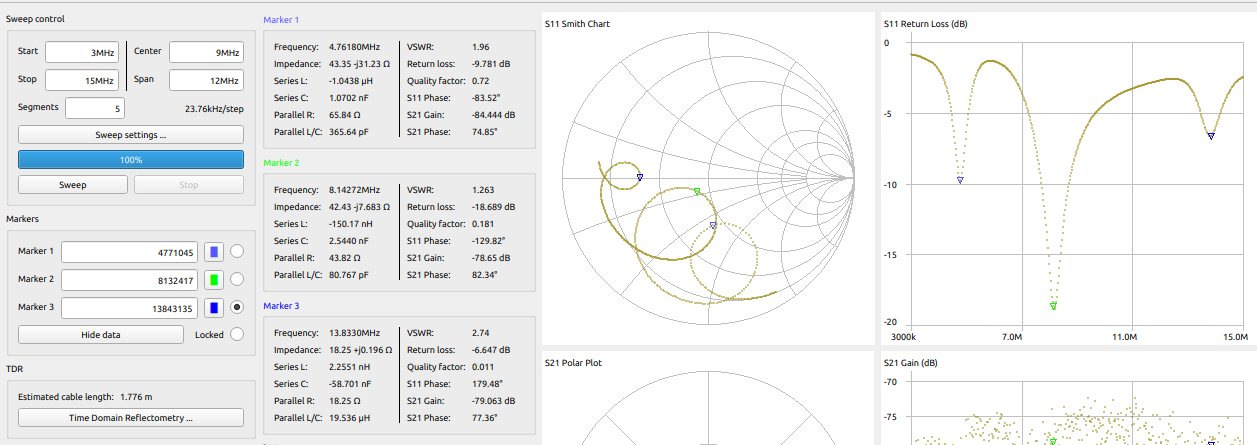 Sweep control
Start 3MHz Center 9MHz
Stop 15MHz Span 12MHz
Segments 5 23.76kHz/step
Sweep settings ...
100%
Sweep Stop
Markers
Marker 1 4771045
Marker 2 8132417
Marker 3 13843135
Hide data Locked
TDR
Estimated cable length: 1.776 m
Time Domain Reflectometry ...
Marker 1
Frequency: 4.76180MHz VSWR: 1.96
Impedance: 43.35 -j31.23 Ω Return loss: -9.781 dB
Series L: -1.0438 μH Quality factor: 0.72
Series C: 1.0702 nF S11 Phase: -83.52°
Parallel R: 65.84 Ω S21 Gain: -84.444 dB
Parallel L/C: 365.64 pF S21 Phase: 74.85°
Marker 2
Frequency: 8.14272MHz VSWR: 1.263
Impedance: 42.43 -j7.683 Ω Return loss: -18.689 dB
Series L: -150.17 nH Quality factor: 0.181
Series C: 2.5440 nF S11 Phase: -129.82°
Parallel R: 43.82 Ω S21 Gain: -78.65 dB
Parallel L/C: 80.767 pF S21 Phase: 82.34°
Marker 3
Frequency: 13.8330MHz VSWR: 2.74
Impedance: 18.25 +j0.196 Ω Return loss: -6.647 dB
Series L: 2.2551 nH Quality factor: 0.011
Series C: -58.701 nF S11 Phase: 179.48°
Parallel R: 18.25 Ω S21 Gain: -79.063 dB
Parallel L/C: 19.536 μH S21 Phase: 77.36°
S11 Smith Chart
S11 Return Loss (dB)
0
-5
-10
-15
-20
3000k 7.0M 11.0M 15.0M
S21 Polar Plot
S21 Gain (dB)
-70
-75